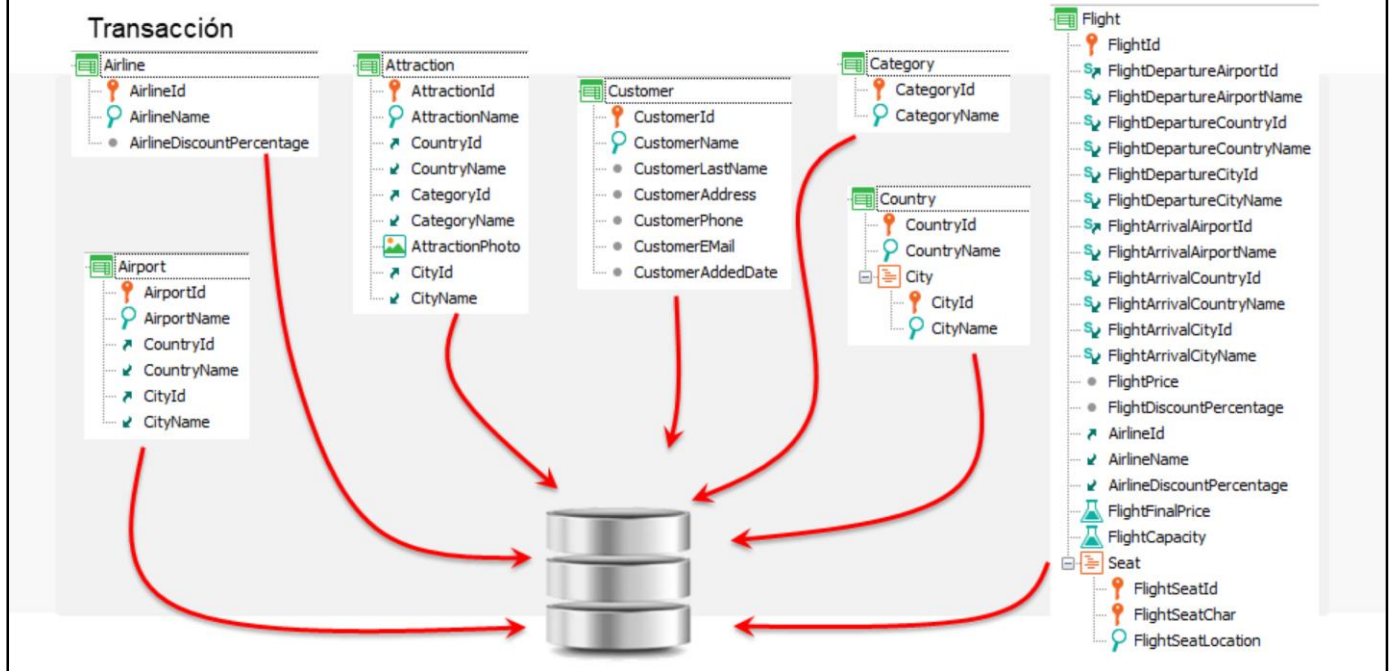 Transacción
Airline
AirlineId
AirlineName
AirlineDiscountPercentage
Attraction
AttractionId
AttractionName
CountryId
CountryName
CategoryId
CategoryName
AttractionPhoto
CityId
CityName
Customer
CustomerId
CustomerName
CustomerLastName
CustomerAddress
CustomerPhone
CustomerEMail
CustomerAddedDate
Category
CategoryId
CategoryName
Country
CountryId
CountryName
City
CityId
CityName
Airport
AirportId
AirportName
CountryId
CountryName
CityId
CityName
Flight
FlightId
FlightDepartureAirportId
FlightDepartureAirportName
FlightDepartureCountryId
FlightDepartureCountryName
FlightDepartureCityId
FlightDepartureCityName
FlightArrivalAirportId
FlightArrivalAirportName
FlightArrivalCountryId
FlightArrivalCountryName
FlightArrivalCityId
FlightArrivalCityName
FlightPrice
FlightDiscountPercentage
AirlineId
AirlineName
AirlineDiscountPercentage
FlightFinalPrice
FlightCapacity
Seat
FlightSeatId
FlightSeatChar
FlightSeatLocation